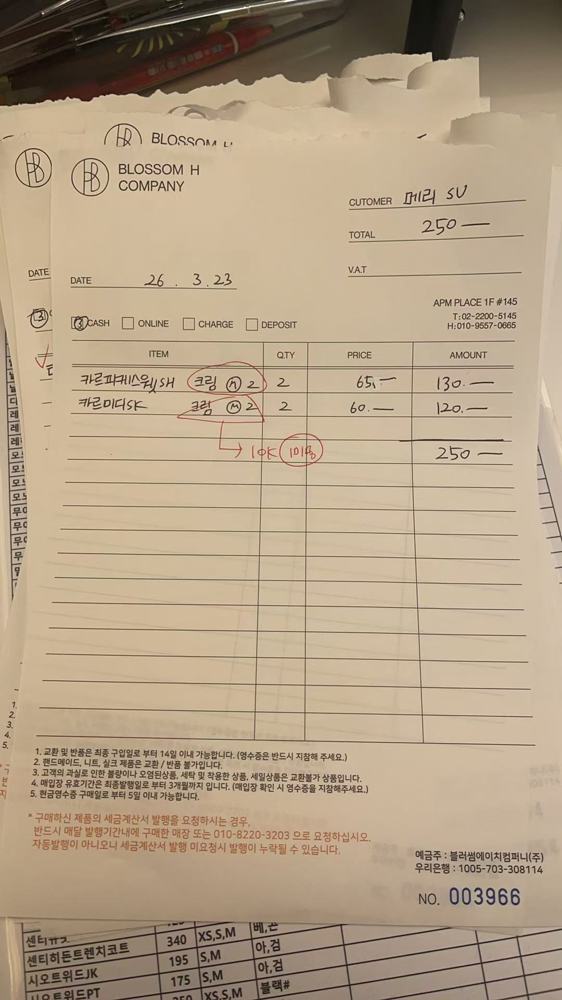 BLOSSOM H
BLOSSOM H
COMPANY
CUTOMER 메리 SU
TOTAL 250 —
V.A.T
DATE
DATE 26 . 3 . 23
APM PLACE 1F #145
T:02-2200-5145
H:010-9557-0665
CASH ONLINE CHARGE DEPOSIT
ITEM QTY PRICE AMOUNT
크림 M 2 2 65. — 130. —
카르미디SK 크림 M 2 2 60. — 120. —
250 —
1. 교환 및 반품은 최종 구입일로 부터 14일 이내 가능합니다. (영수증은 반드시 지참해 주세요.)
2. 핸드메이드, 니트, 실크 제품은 교환 / 반품 불가입니다.
3. 고객의 과실로 인한 불량이나 오염된상품, 세탁 및 착용한 상품, 세일상품은 교환불가 상품입니다.
4. 매입장 유효기간은 최종발행일로 부터 3개월까지 입니다. (매입장 확인 시 영수증을 지참해주세요.)
5. 현금영수증 구매일로 부터 5일 이내 가능합니다.
* 구매하신 제품의 세금계산서 발행을 요청하시는 경우,
반드시 매달 발행기간내에 구매한 매장 또는 010-8220-3203 으로 요청하십시오.
자동발행이 아니오니 세금계산서 발행 미요청시 발행이 누락될 수 있습니다.
예금주 : 블러썸에이치컴퍼니(주)
우리은행 : 1005-703-308114
NO. 003966
센티히든트렌치코트 340 XS,S,M
시오트위드JK 195 S,M 아,검
시오트위드PT 175 S,M 아,검
XS,S,M 블랙#